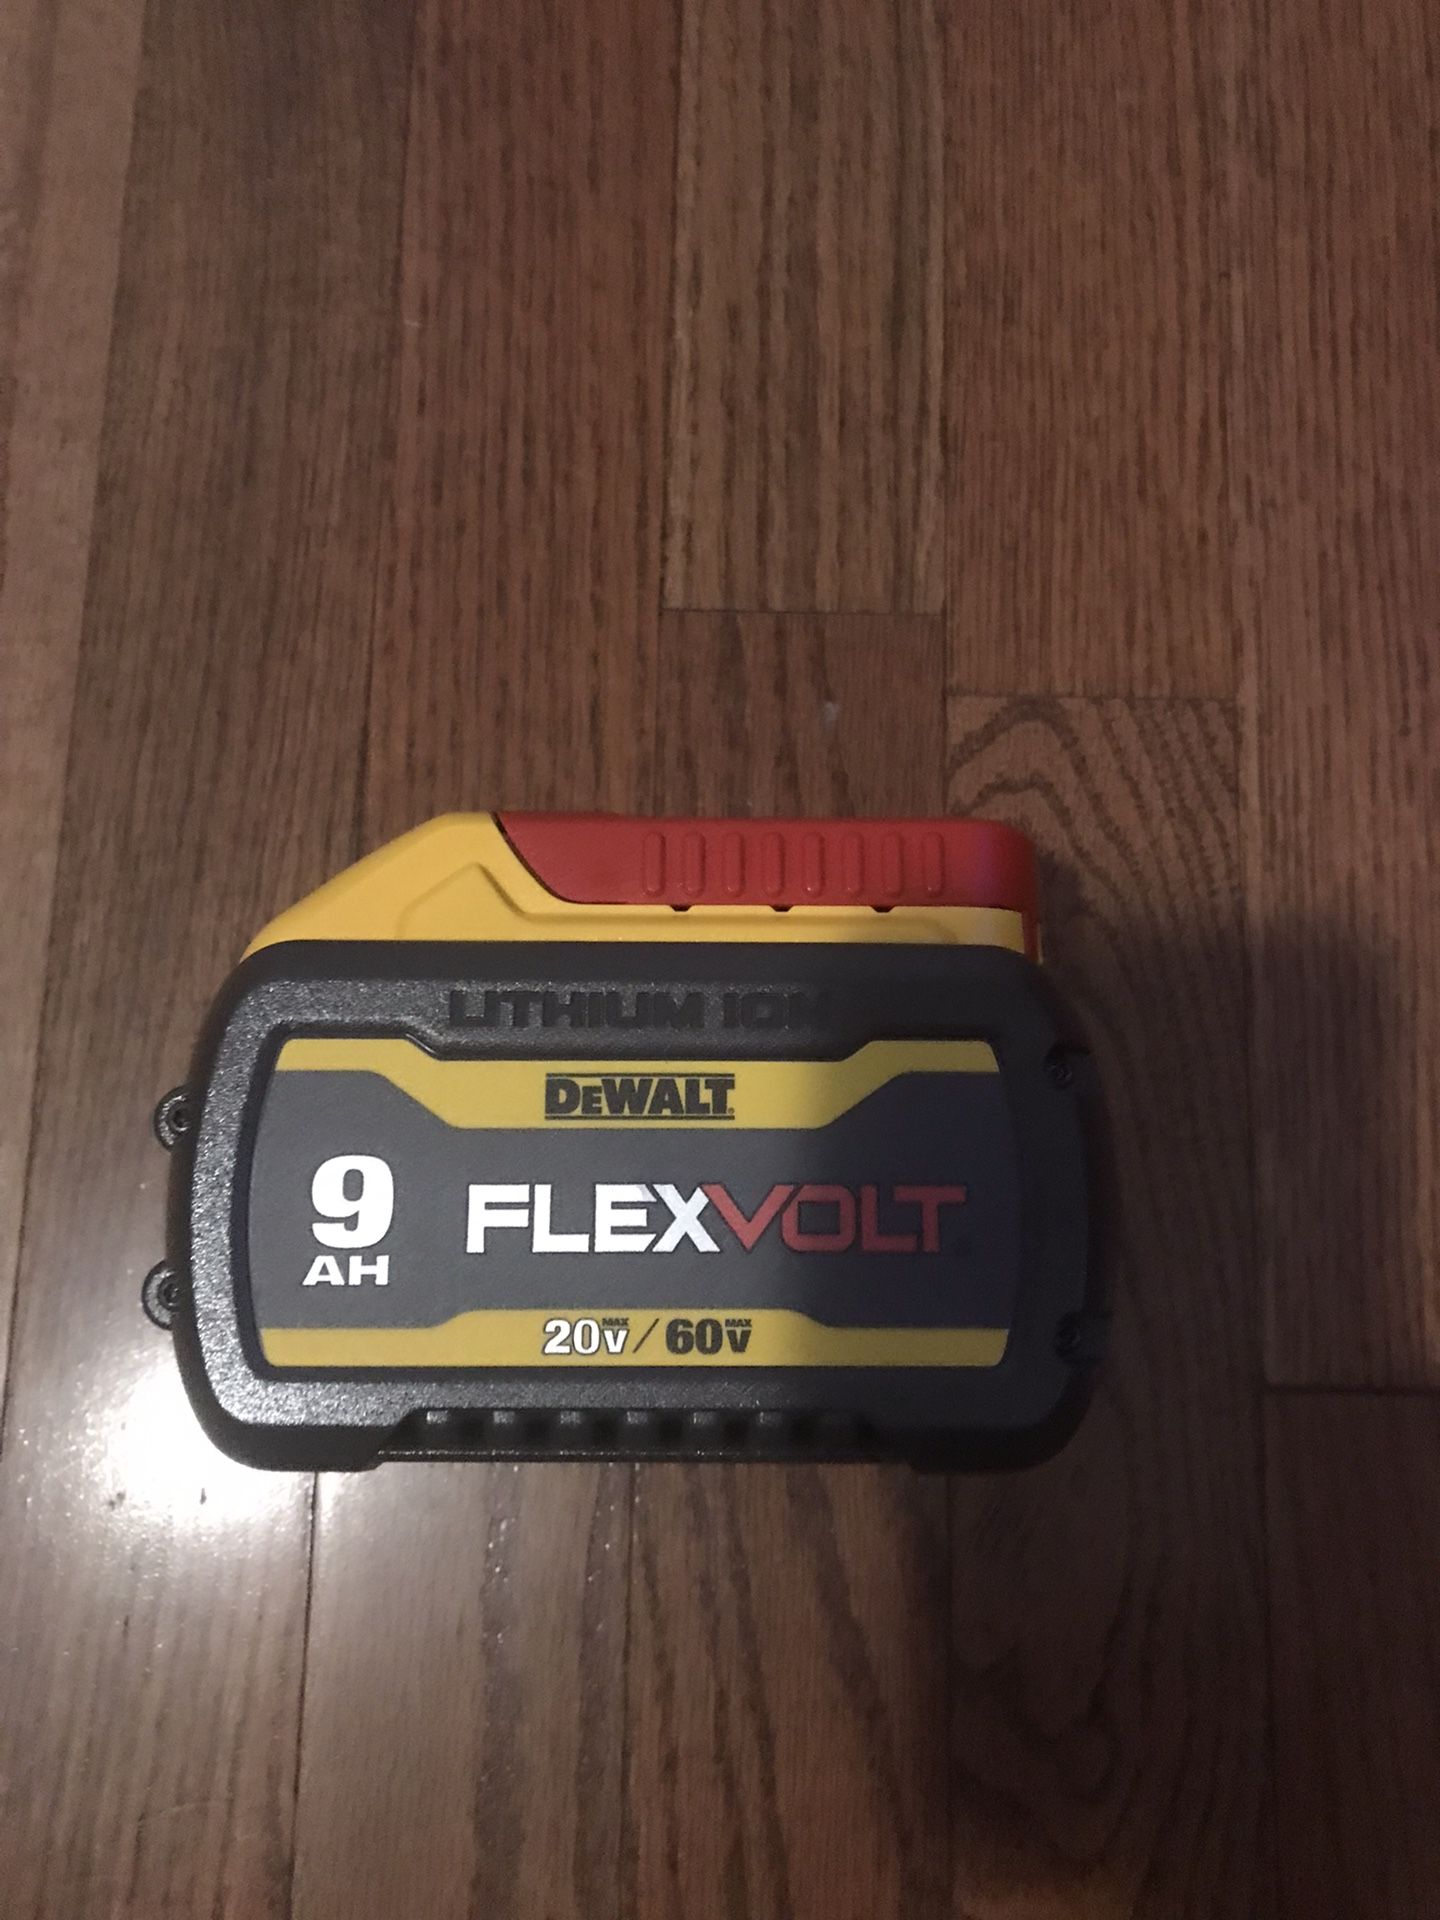 LITHIUM ION
DEWALT
9
AH
FLEXVOLT
20V MAX / 60V MAX